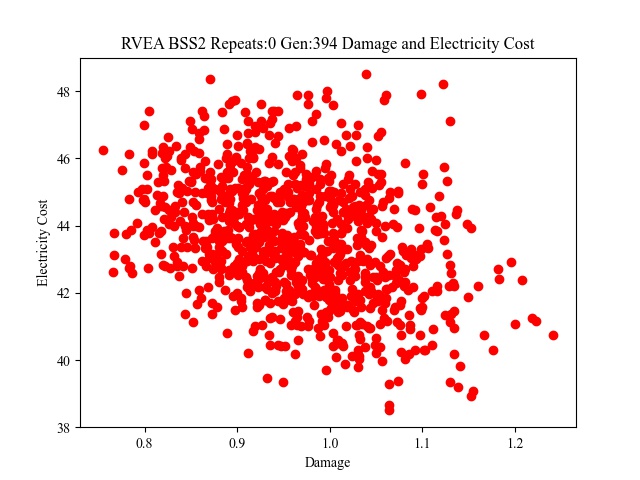 RVEA BSS2 Repeats:0 Gen:394 Damage and Electricity Cost
48
46
44
42
40
38
Electricity Cost
0.8 0.9 1.0 1.1 1.2
Damage